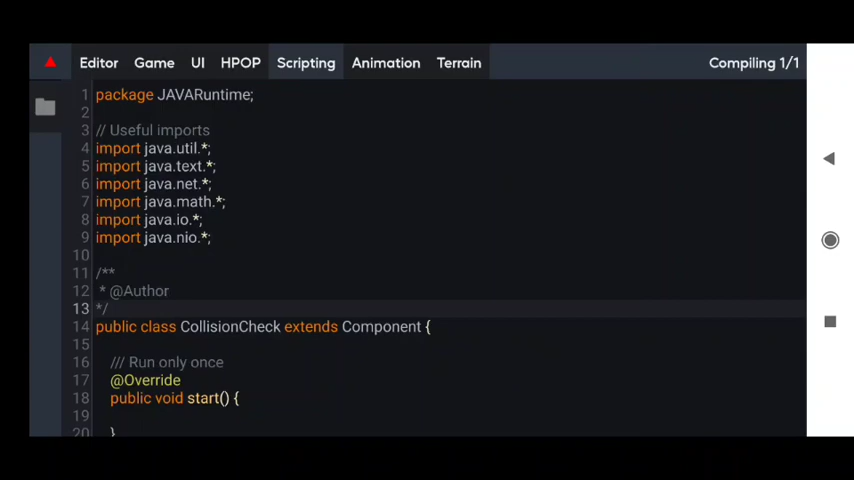 Editor Game UI HPOP Scripting Animation Terrain Compiling 1/1
1 package JAVARuntime;
2
3 // Useful imports
4 import java.util.*;
5 import java.text.*;
6 import java.net.*;
7 import java.math.*;
8 import java.io.*;
9 import java.nio.*;
10
11 /**
12 * @Author
13 */
14 public class CollisionCheck extends Component {
15
16 /// Run only once
17 @Override
18 public void start() {
19
20 }